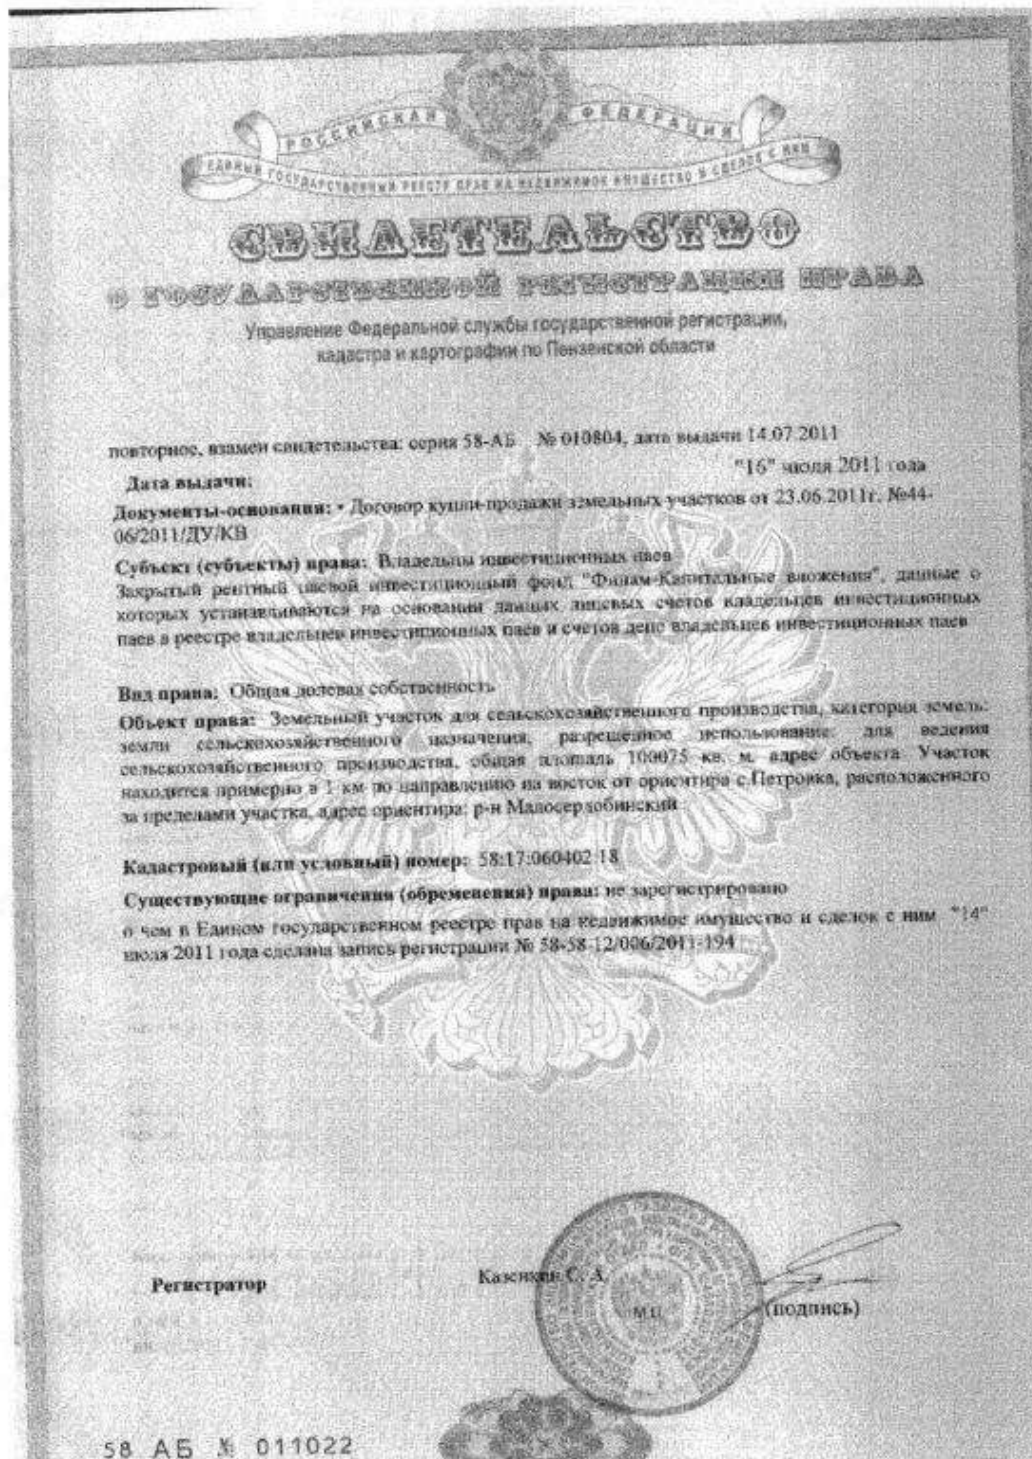 РОССИЙСКАЯ ФЕДЕРАЦИЯ
ЕДИНЫЙ ГОСУДАРСТВЕННЫЙ РЕЕСТР ПРАВ НА НЕДВИЖИМОЕ ИМУЩЕСТВО И СДЕЛОК С НИМ
СВИДЕТЕЛЬСТВО
О ГОСУДАРСТВЕННОЙ РЕГИСТРАЦИИ ПРАВА
Управление Федеральной службы государственной регистрации,
кадастра и картографии по Пензенской области
повторное, взамен свидетельства: серия 58-АБ № 010804, дата выдачи 14.07.2011
"16" июля 2011 года
Дата выдачи:
Документы-основания: • Договор купли-продажи земельных участков от 23.06.2011г. №44-
06/2011/ДУ/КВ
Субъект (субъекты) права: Владельцы инвестиционных паев
Закрытый рентный паевой инвестиционный фонд "Финам-Капитальные вложения", данные о
которых устанавливаются на основании данных лицевых счетов владельцев инвестиционных
паев в реестре владельцев инвестиционных паев и счетов депо владельцев инвестиционных паев
Вид права: Общая долевая собственность
Объект права: Земельный участок для сельскохозяйственного производства, категория земель:
земли сельскохозяйственного назначения, разрешенное использование: для ведения
сельскохозяйственного производства, общая площадь 100075 кв. м, адрес объекта: Участок
находится примерно в 1 км по направлению на восток от ориентира с.Петровка, расположенного
за пределами участка, адрес ориентира: р-н Малосердобинский
Кадастровый (или условный) номер: 58:17:060402:18
Существующие ограничения (обременения) права: не зарегистрировано
о чем в Едином государственном реестре прав на недвижимое имущество и сделок с ним "14"
июля 2011 года сделана запись регистрации № 58-58-12/006/2011-194
Регистратор
С. А.
М.П.
(подпись)
58 АБ № 011022